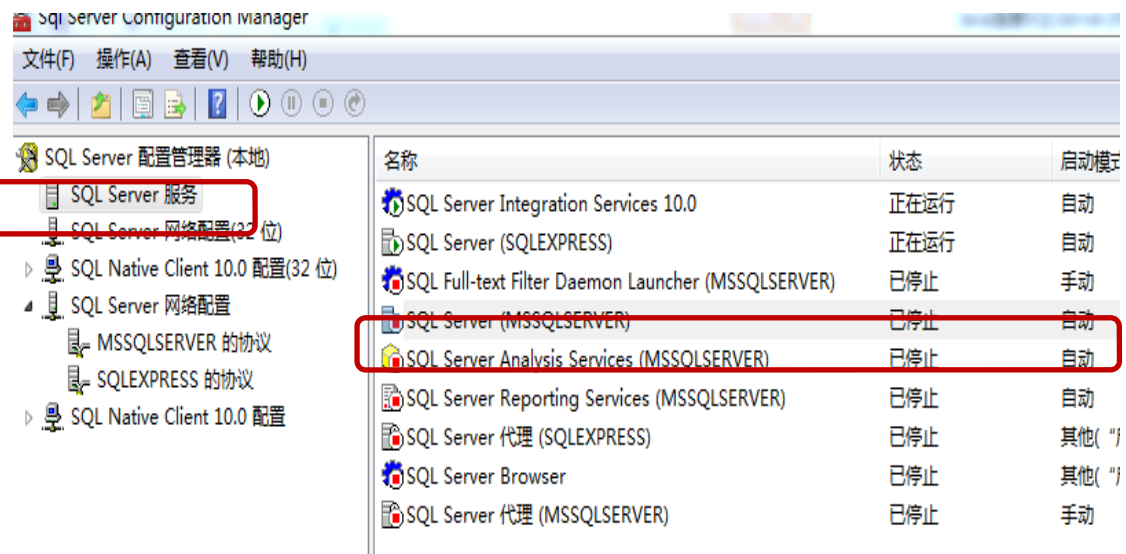 Sql Server Configuration Manager
文件(F) 操作(A) 查看(V) 帮助(H)
SQL Server 配置管理器 (本地)
SQL Server 服务
SQL Server 网络配置(32 位)
SQL Native Client 10.0 配置(32 位)
SQL Server 网络配置
MSSQLSERVER 的协议
SQLEXPRESS 的协议
SQL Native Client 10.0 配置
名称 状态 启动模式
SQL Server Integration Services 10.0 正在运行 自动
SQL Server (SQLEXPRESS) 正在运行 自动
SQL Full-text Filter Daemon Launcher (MSSQLSERVER) 已停止 手动
SQL Server (MSSQLSERVER) 已停止 自动
SQL Server Analysis Services (MSSQLSERVER) 已停止 自动
SQL Server Reporting Services (MSSQLSERVER) 已停止 自动
SQL Server 代理 (SQLEXPRESS) 已停止 其他(
SQL Server Browser 已停止 其他(
SQL Server 代理 (MSSQLSERVER) 已停止 手动